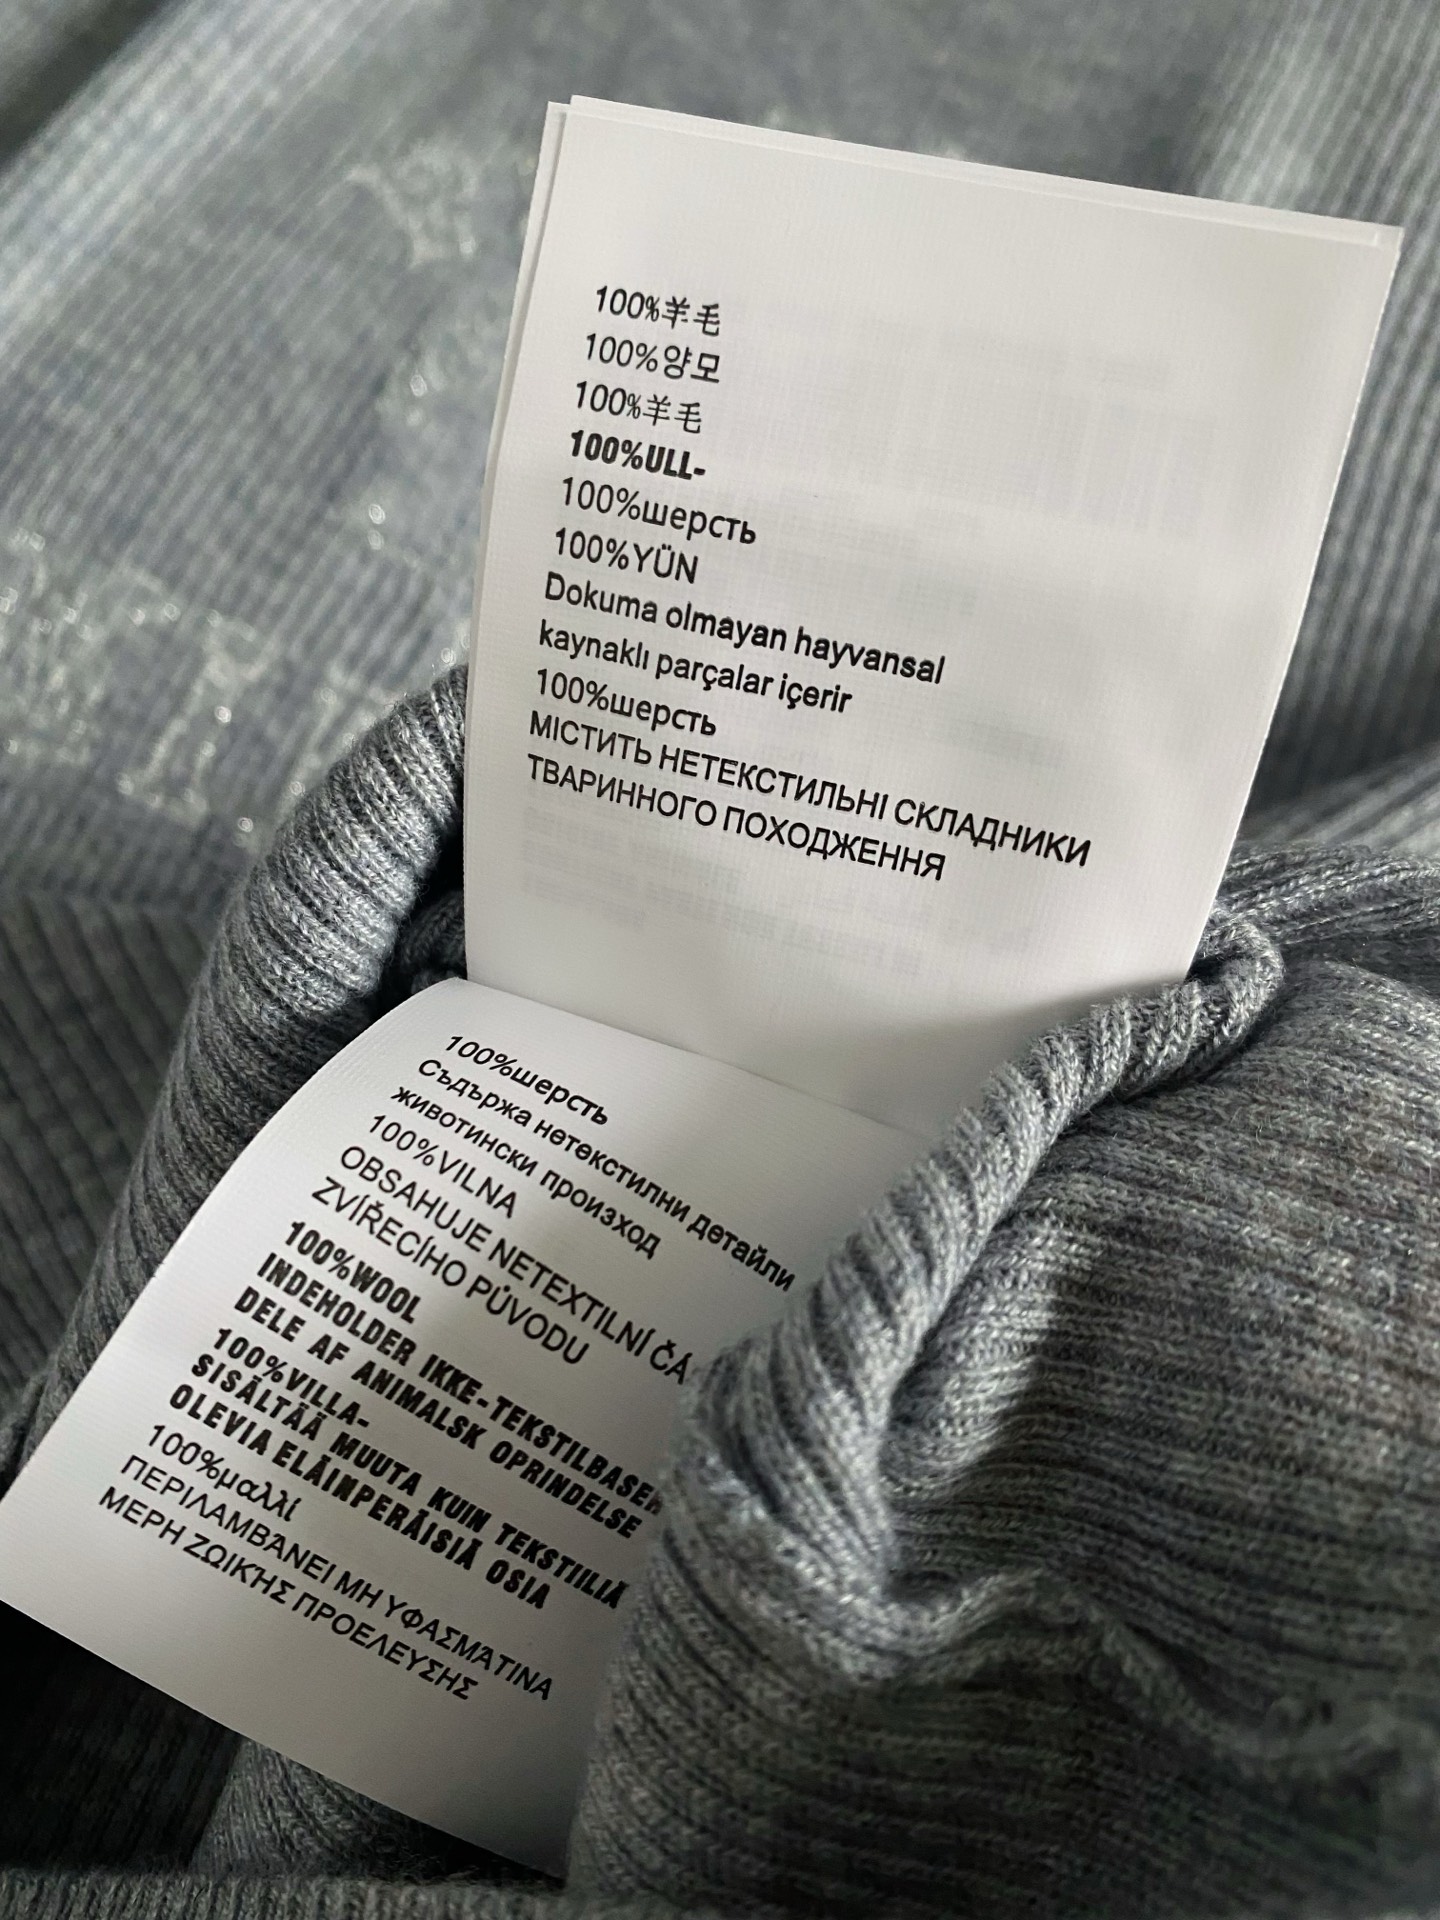 100%羊毛
100%양모
100%羊毛
100%ULL-
100%шерсть
100%YÜN
Dokuma olmayan hayvansal
kaynaklı parçalar içerir
100%шерсть
МІСТИТЬ НЕТЕКСТИЛЬНІ СКЛАДНИКИ
ТВАРИННОГО ПОХОДЖЕННЯ
100%шерсть
Съдържа нетекстилни детайли
животински произход
100%VILNA
OBSAHUJE NETEXTILNÍ ČÁ
ZVÍŘECÍHO PŮVODU
100%WOOL
INDEHOLDER IKKE-TEKSTILBASER
DELE AF ANIMALSK OPRINDELSE
100%VILLA-
SISÄLTÄÄ MUUTA KUIN TEKSTIILIÄ
OLEVIA ELÄINPERÄISIÄ OSIA
100%μαλλί
ΠΕΡΙΛΑΜΒΆΝΕΙ ΜΗ ΥΦΑΣΜΆΤΙΝΑ
ΜΕΡΗ ΖΩΙΚΉΣ ΠΡΟΕΛΕΥΣΗΣ